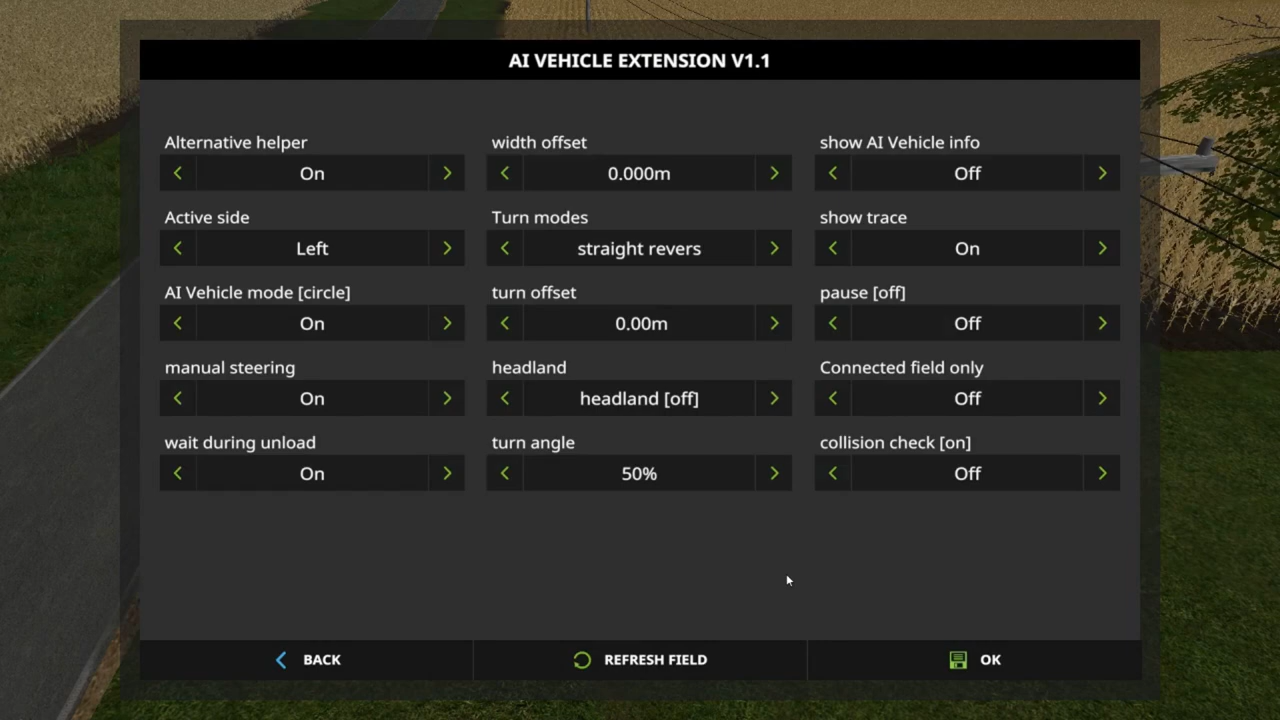 AI VEHICLE EXTENSION V1.1
Alternative helper
On
Active side
Left
AI Vehicle mode [circle]
On
manual steering
On
wait during unload
On
width offset
0.000m
Turn modes
straight revers
turn offset
0.00m
headland
headland [off]
turn angle
50%
show AI Vehicle info
Off
show trace
On
pause [off]
Off
Connected field only
Off
collision check [on]
Off
BACK
REFRESH FIELD
OK